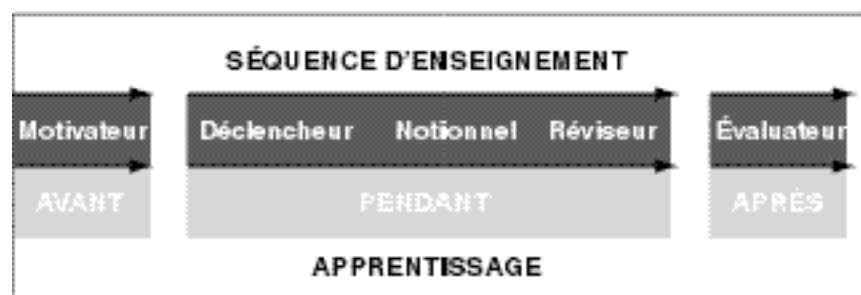 SÉQUENCE D'ENSEIGNEMENT
Motivateur Déclencheur Notionnel Réviseur Évaluateur
AVANT PENDANT APRÈS
APPRENTISSAGE